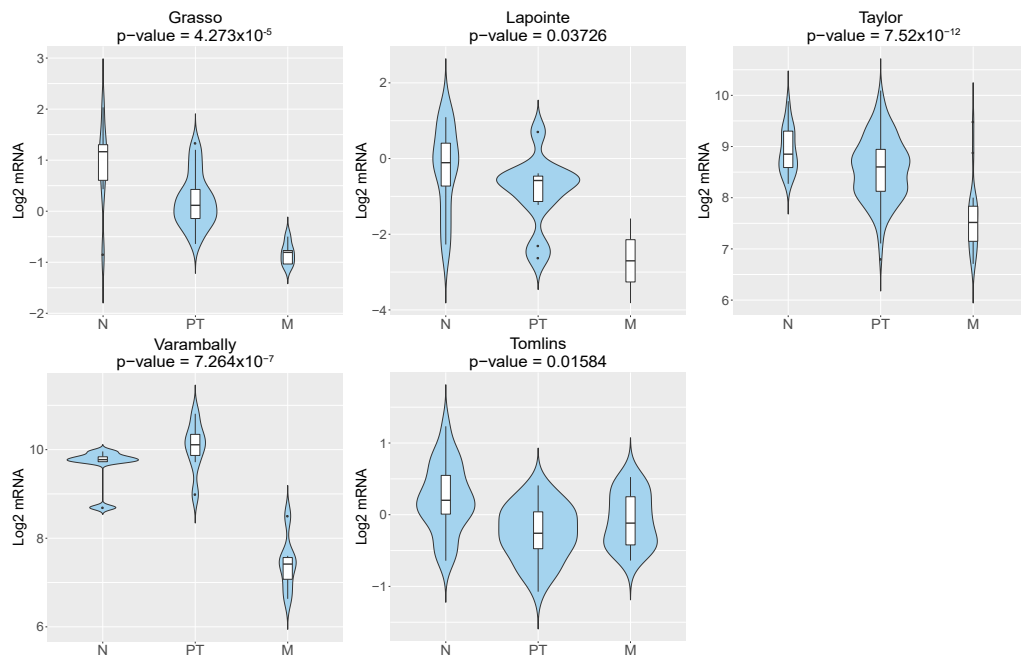 Grasso
p−value = 4.273x10⁻⁵
Log2 mRNA
3
2
1
0
−1
−2
N PT M
Lapointe
p−value = 0.03726
Log2 mRNA
2
0
−2
−4
N PT M
Taylor
p−value = 7.52x10⁻¹²
Log2 mRNA
10
9
8
7
6
N PT M
Varambally
p−value = 7.264x10⁻⁷
Log2 mRNA
10
8
6
N PT M
Tomlins
p−value = 0.01584
Log2 mRNA
1
0
−1
N PT M